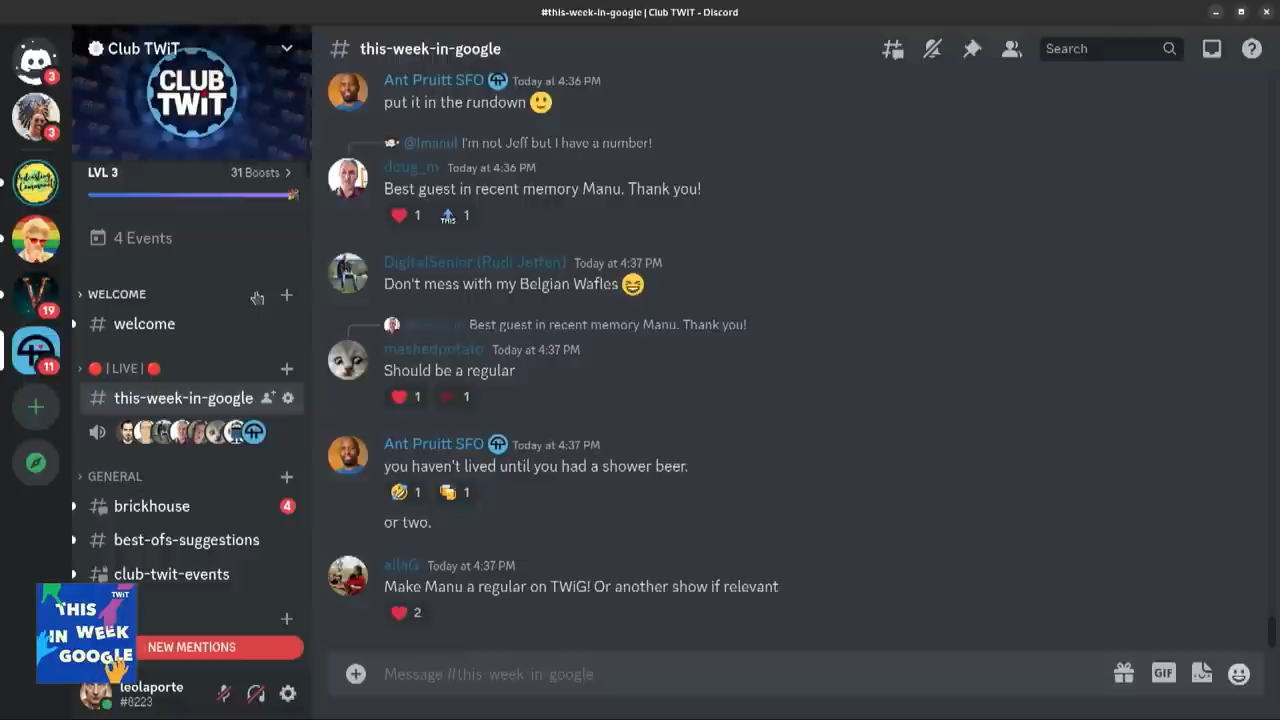 #this-week-in-google | Club TWiT - Discord
Club TWiT
CLUB
TWiT
LVL 3
31 Boosts
4 Events
WELCOME
# welcome
| LIVE |
# this-week-in-google
GENERAL
brickhouse
4
# best-ofs-suggestions
club-twit-events
NEW MENTIONS
leolaporte
#8223
3
3
19
11
TWiT
THIS
IN WEEK
GOOGLE
# this-week-in-google
Search
Ant Pruitt SFO Today at 4:36 PM
put it in the rundown 🙂
@lmanul I'm not Jeff but I have a number!
doug_m Today at 4:36 PM
Best guest in recent memory Manu. Thank you!
❤️ 1 THIS 1
DigitalSenior (Rudi Jetten) Today at 4:37 PM
Don't mess with my Belgian Wafles 😆
Best guest in recent memory Manu. Thank you!
mashedpotato Today at 4:37 PM
Should be a regular
❤️ 1 1
Ant Pruitt SFO Today at 4:37 PM
you haven't lived until you had a shower beer.
🤣 1 🍻 1
or two.
Today at 4:37 PM
Make Manu a regular on TWiG! Or another show if relevant
❤️ 2
Message #this-week-in-google
GIF